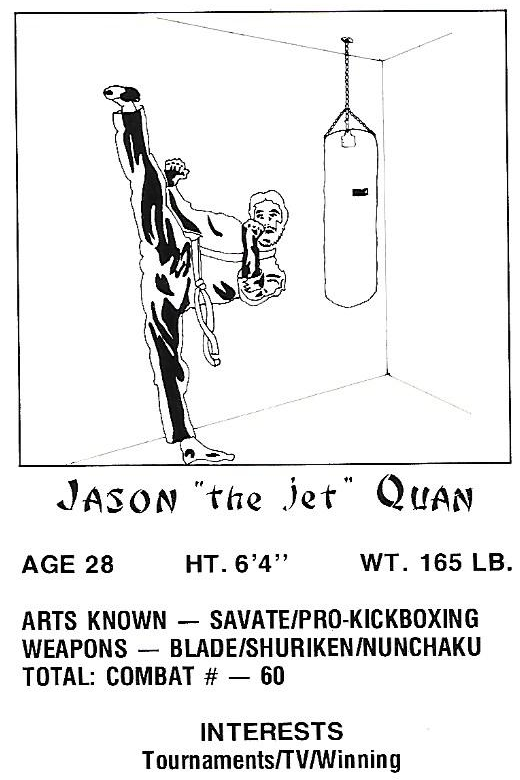 JASON "the jet" QUAN
AGE 28 HT. 6'4" WT. 165 LB.
ARTS KNOWN — SAVATE/PRO-KICKBOXING
WEAPONS — BLADE/SHURIKEN/NUNCHAKU
TOTAL: COMBAT # — 60
INTERESTS
Tournaments/TV/Winning